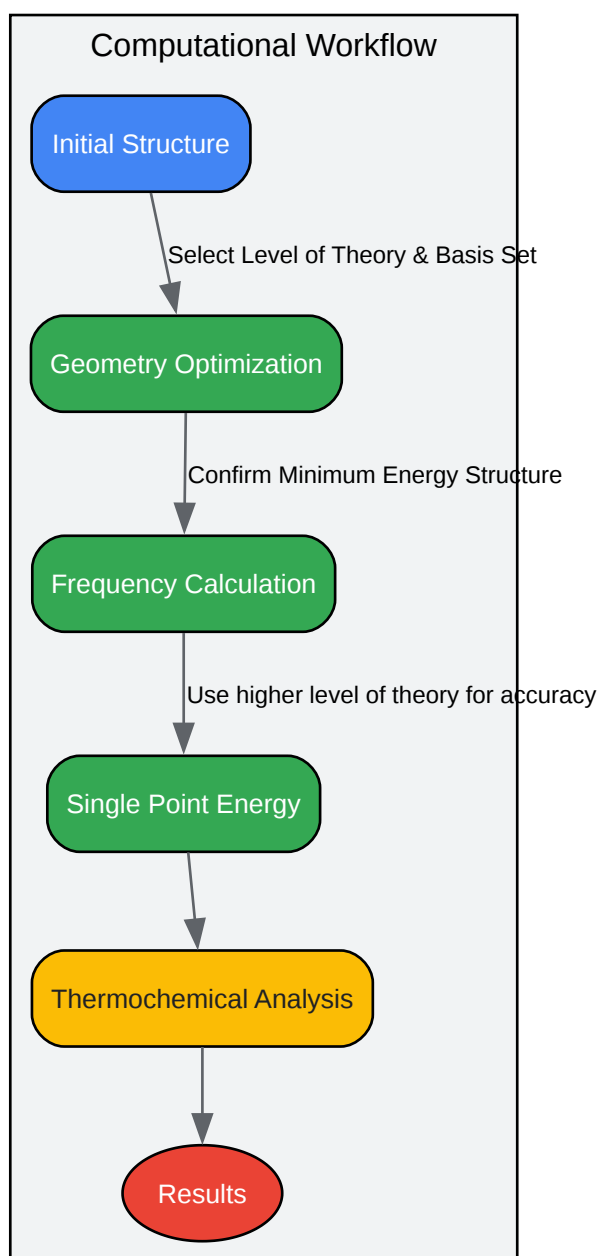 Computational Workflow
Initial Structure
Select Level of Theory & Basis Set
Geometry Optimization
Confirm Minimum Energy Structure
Frequency Calculation
Use higher level of theory for accuracy
Single Point Energy
Thermochemical Analysis
Results